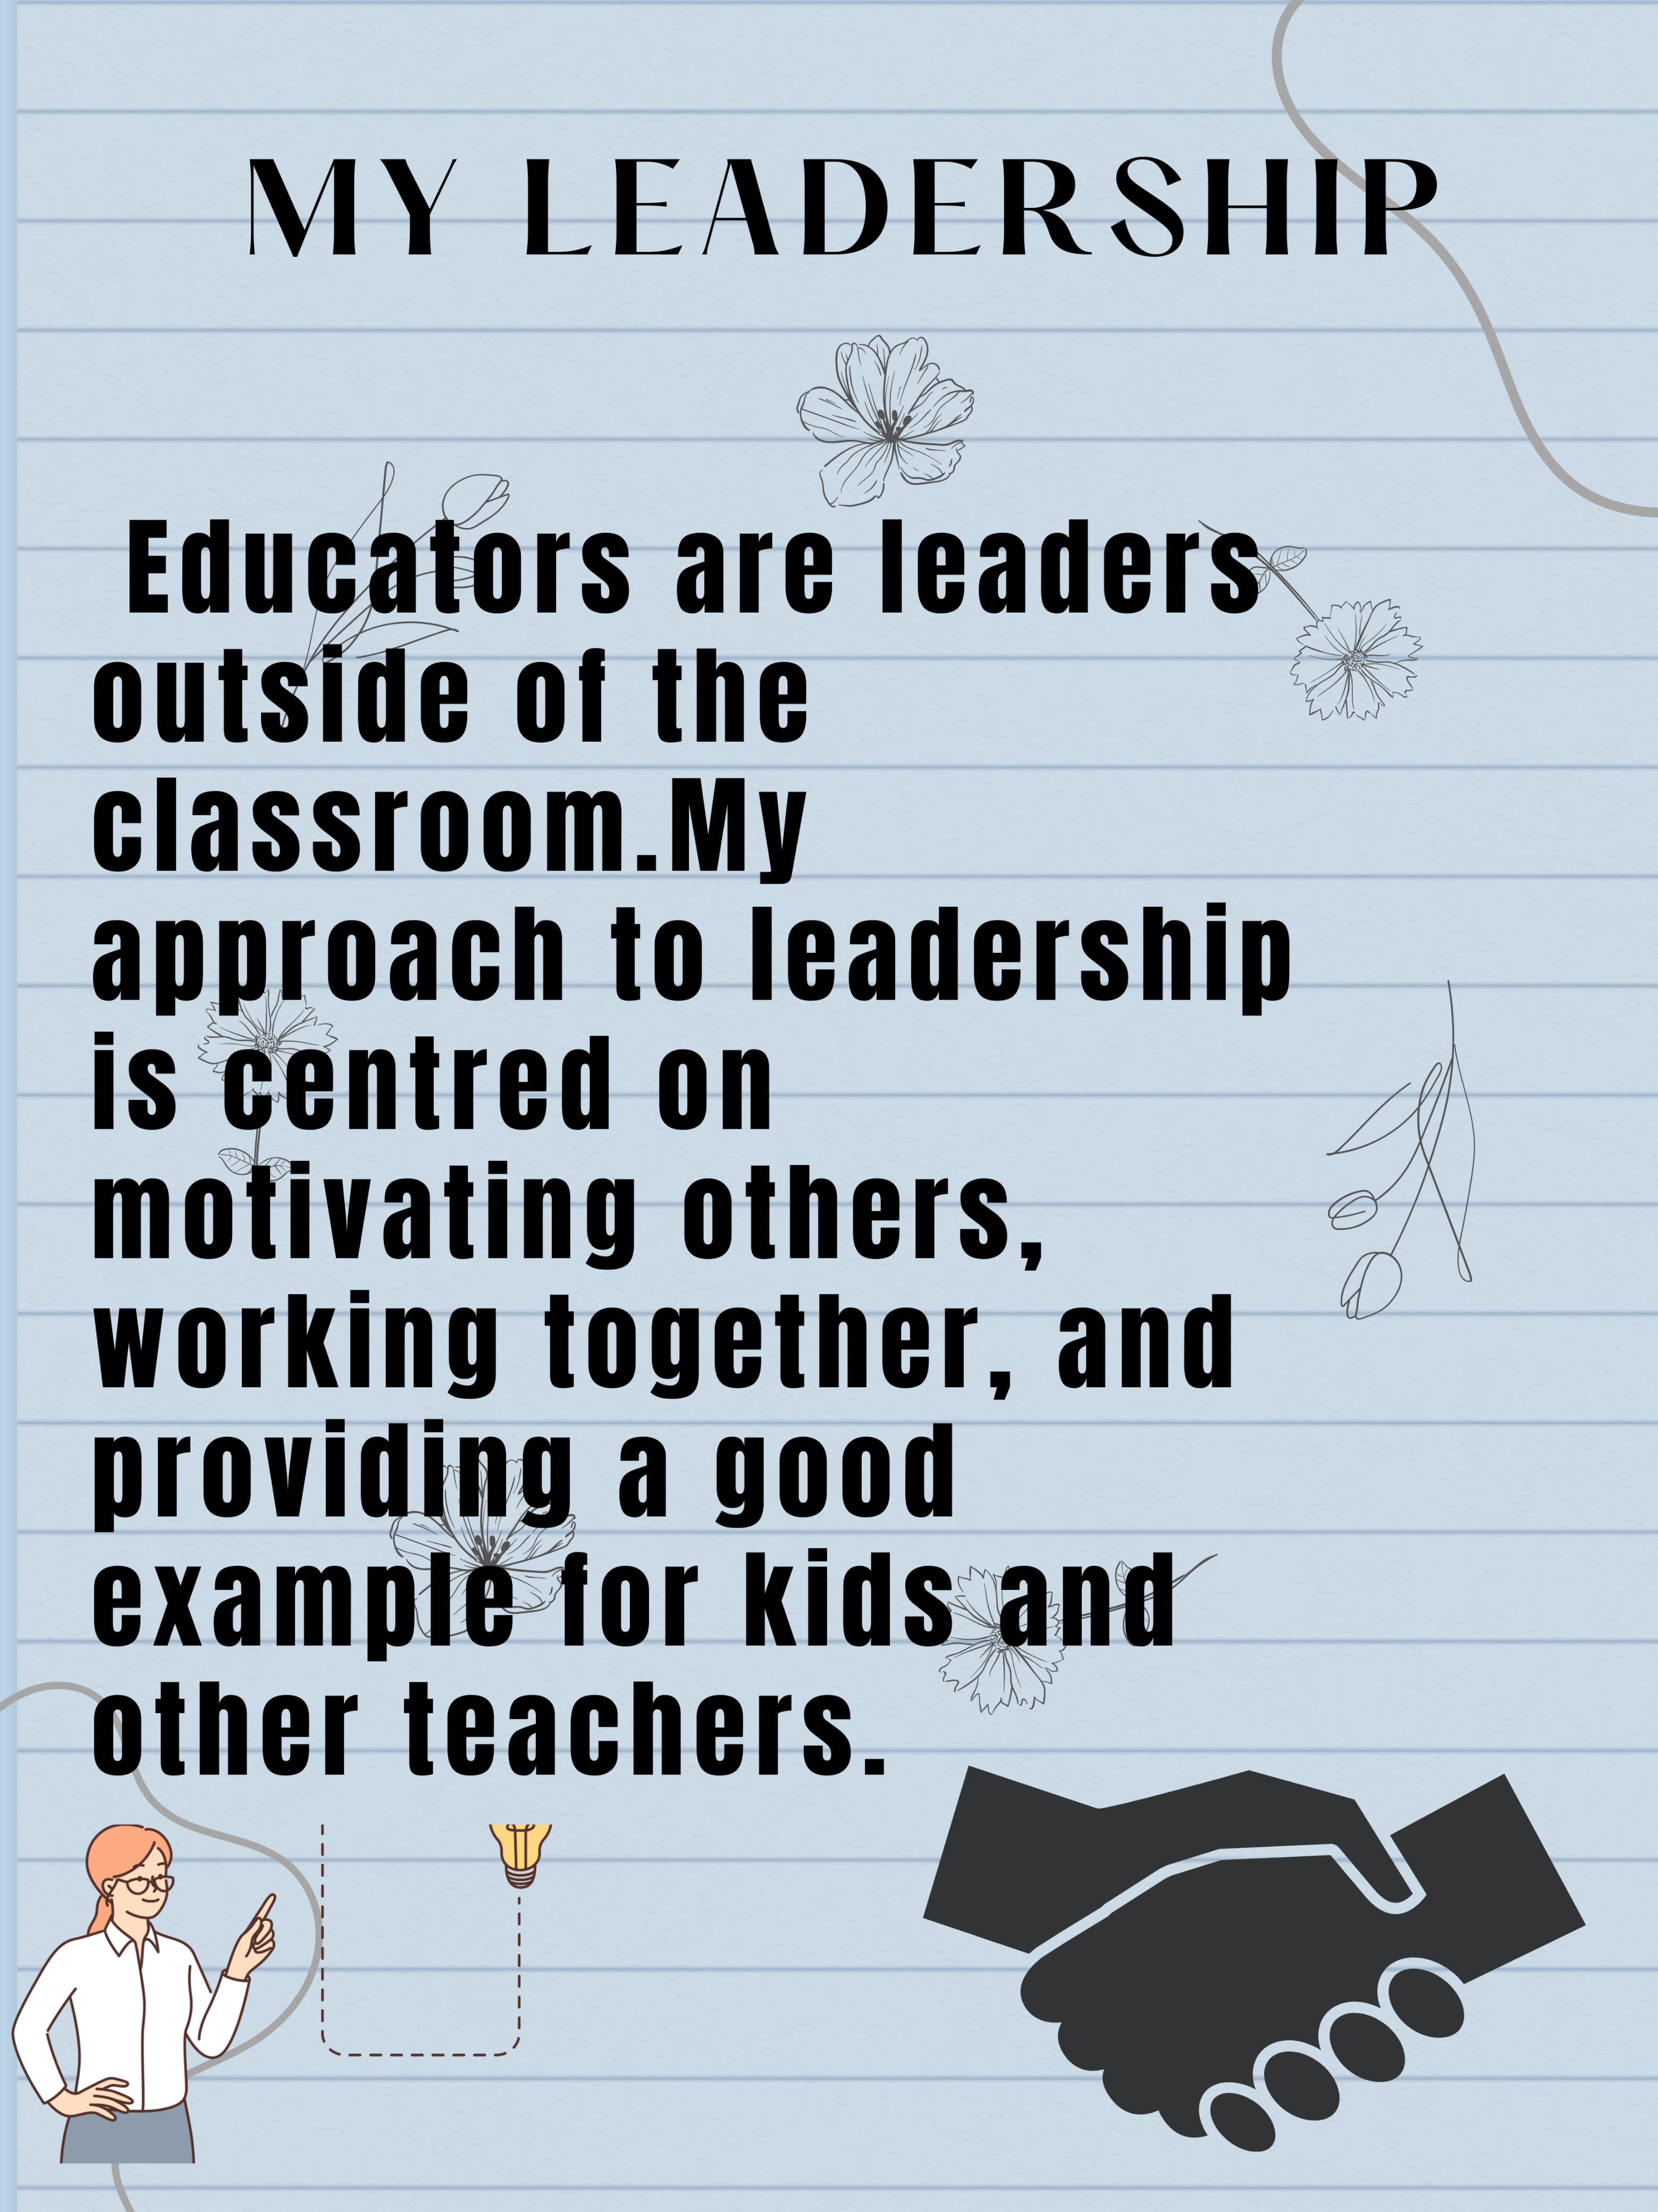 MY LEADERSHIP
Educators are leaders
outside of the
classroom.My
approach to leadership
is centred on
motivating others,
working together, and
providing a good
example for kids and
other teachers.